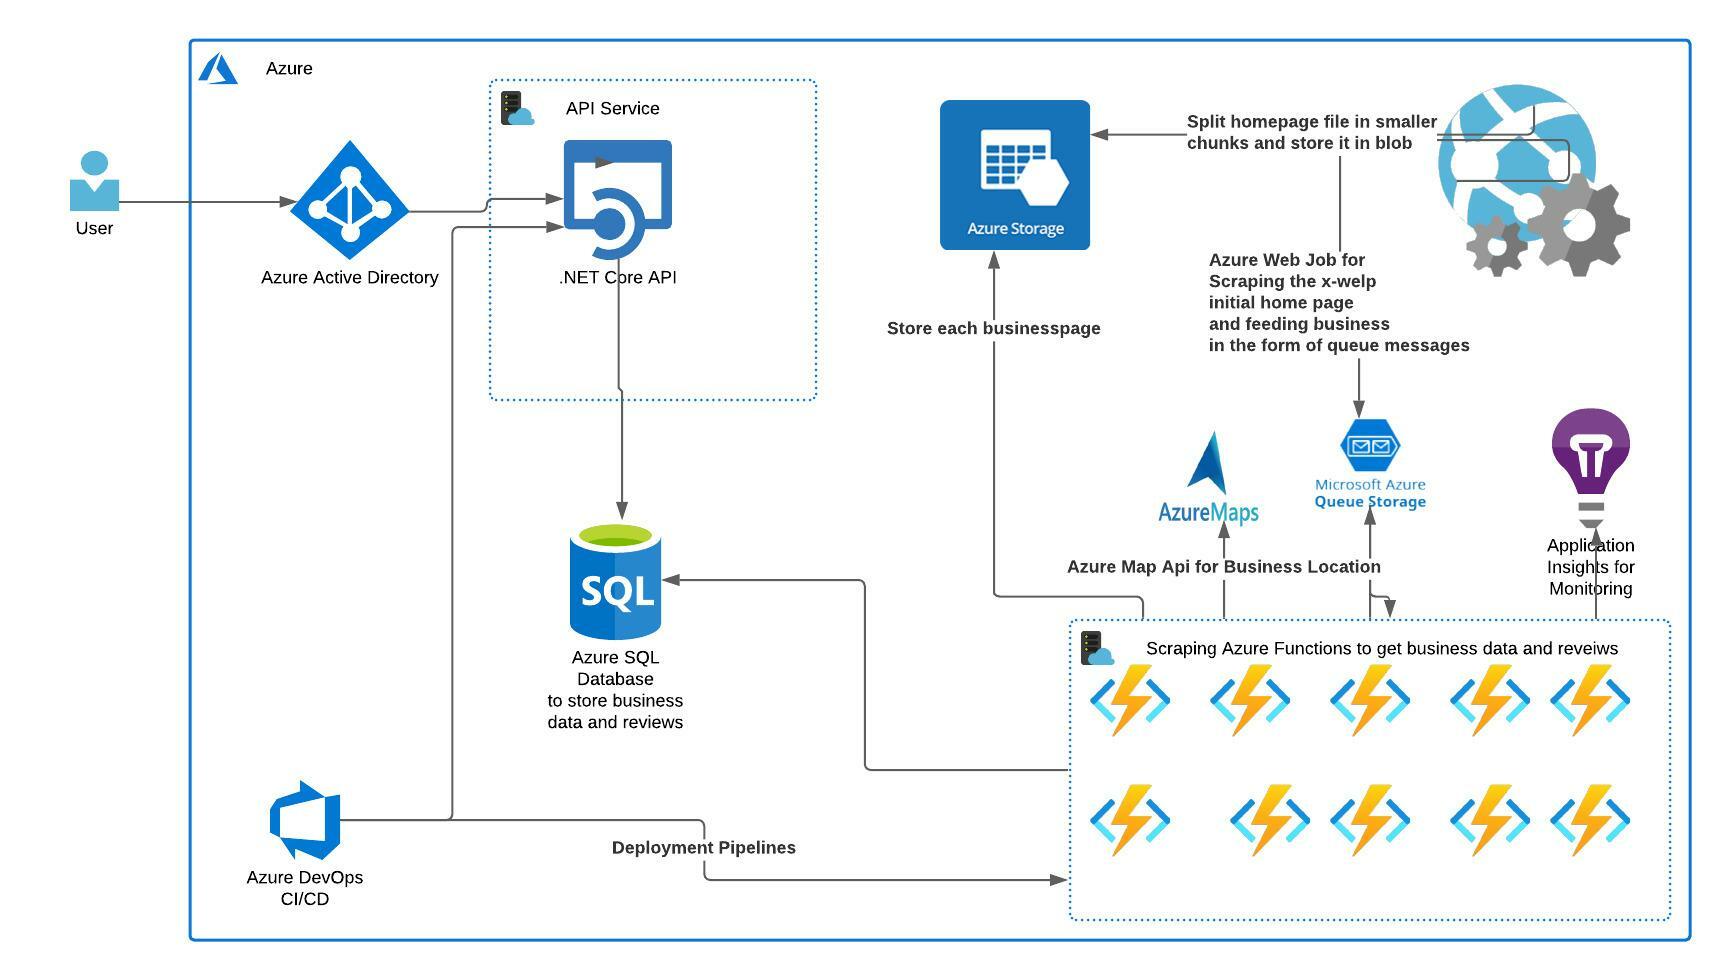 Azure
API Service
User
Azure Active Directory
.NET Core API
Azure Storage
Split homepage file in smaller
chunks and store it in blob
Azure Web Job for
Scraping the x-welp
initial home page
and feeding business
in the form of queue messages
Store each businesspage
AzureMaps
Microsoft Azure
Queue Storage
Application
Insights for
Monitoring
Azure Map Api for Business Location
SQL
Azure SQL
Database
to store business
data and reviews
Scraping Azure Functions to get business data and reveiws
Deployment Pipelines
Azure DevOps
CI/CD